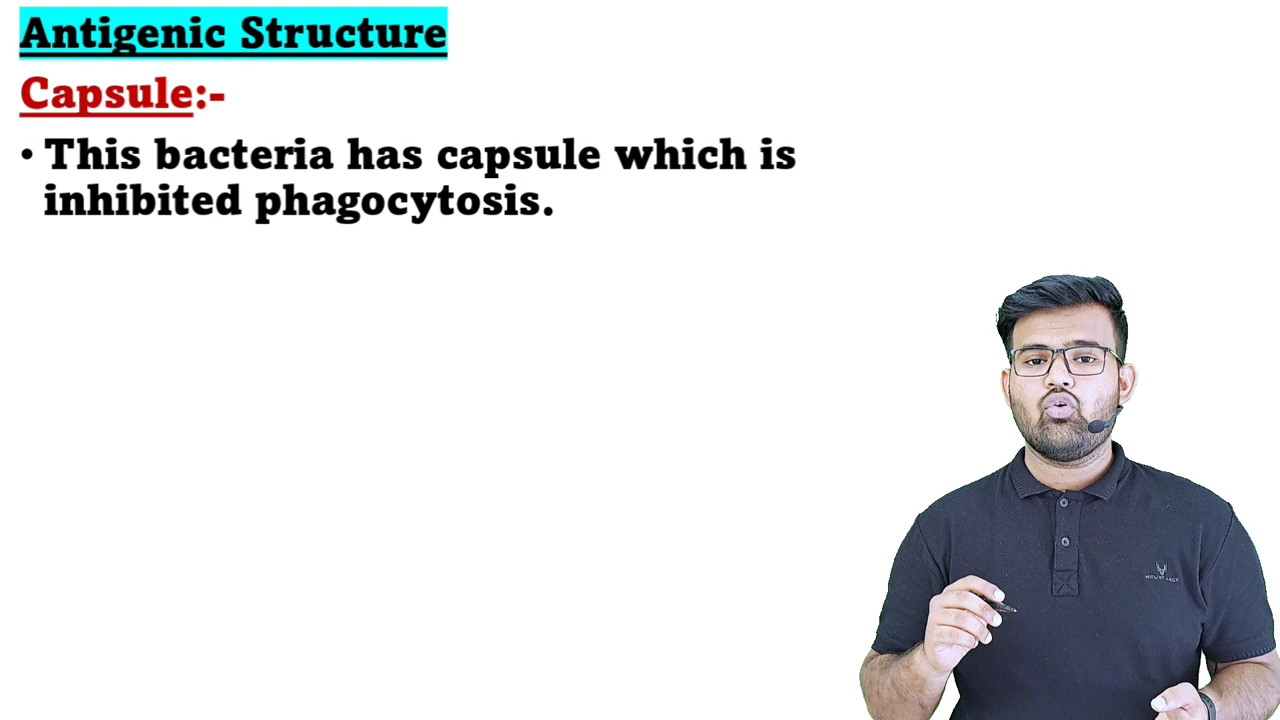 Antigenic Structure
Capsule:-
• This bacteria has capsule which is
inhibited phagocytosis.